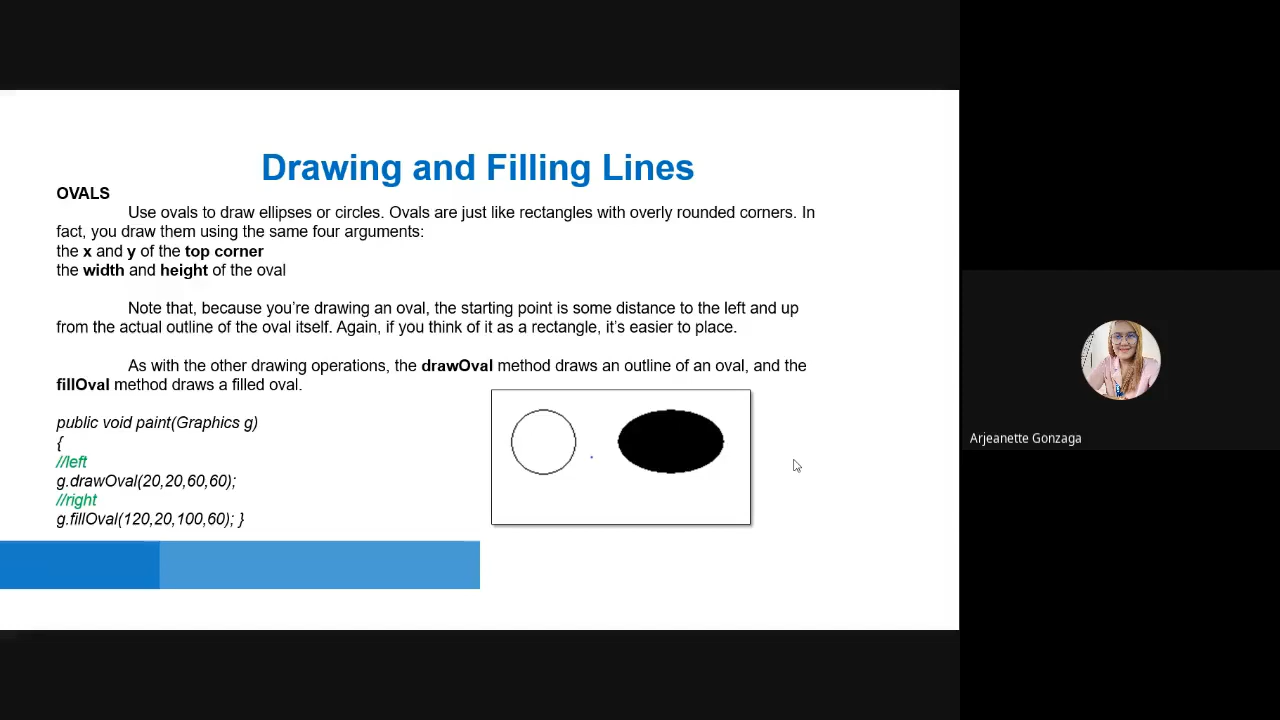 Drawing and Filling Lines
OVALS
Use ovals to draw ellipses or circles. Ovals are just like rectangles with overly rounded corners. In
fact, you draw them using the same four arguments:
the x and y of the top corner
the width and height of the oval
Note that, because you’re drawing an oval, the starting point is some distance to the left and up
from the actual outline of the oval itself. Again, if you think of it as a rectangle, it’s easier to place.
As with the other drawing operations, the drawOval method draws an outline of an oval, and the
fillOval method draws a filled oval.
public void paint(Graphics g)
{
//left
g.drawOval(20,20,60,60);
//right
g.fillOval(120,20,100,60); }
Arjeanette Gonzaga